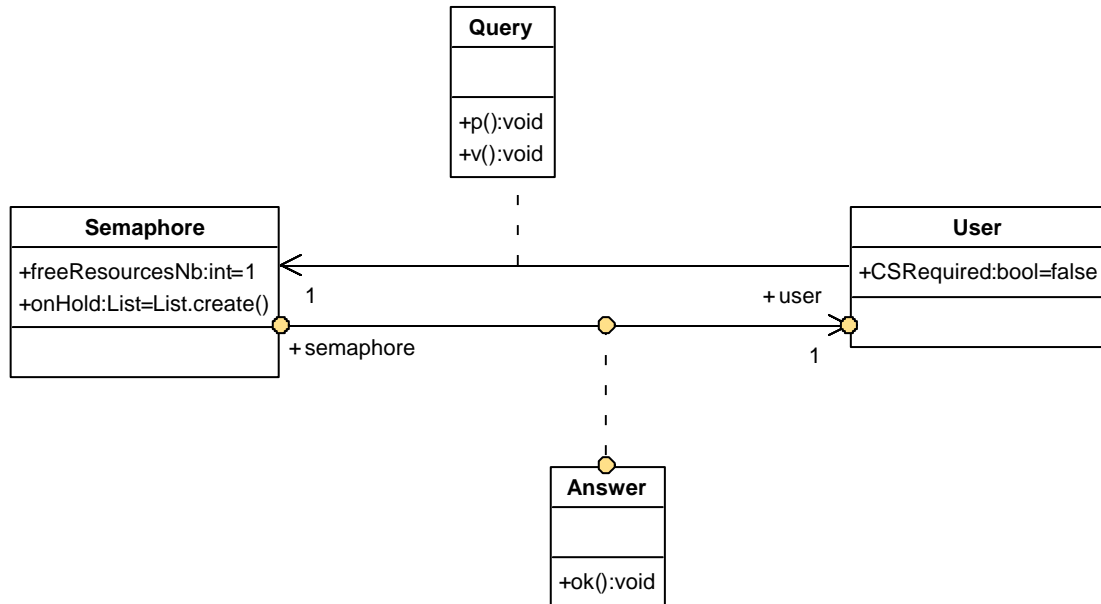 Query
+p():void
+v():void
Semaphore
+freeResourcesNb:int=1
+onHold:List=List.create()
User
+CSRequired:bool=false
1
+user
+semaphore
1
Answer
+ok():void